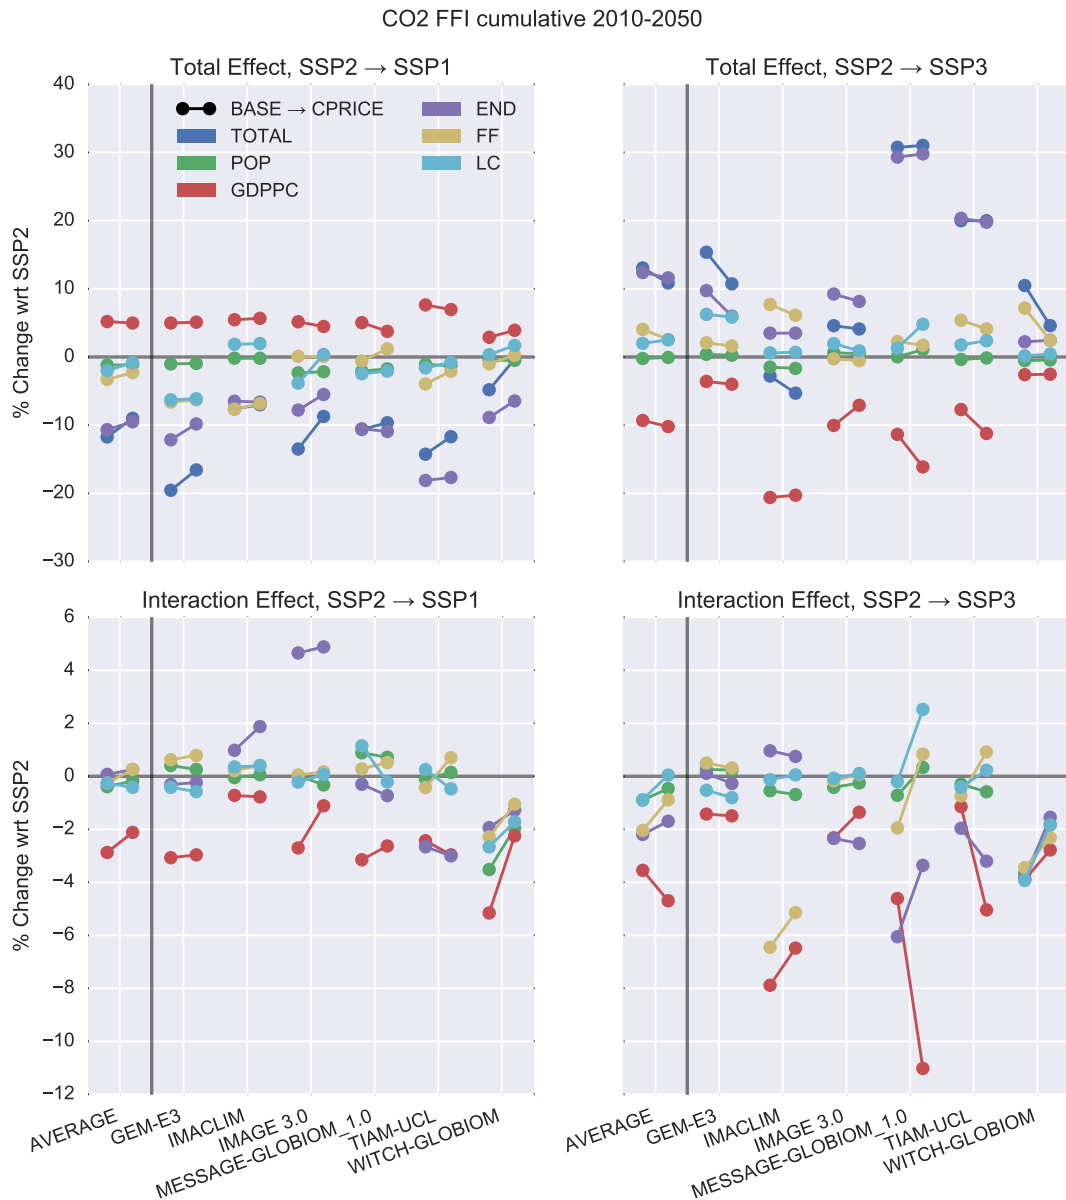 CO2 FFI cumulative 2010-2050
Total Effect, SSP2 → SSP1
Total Effect, SSP2 → SSP3
BASE → CPRICE
TOTAL
POP
GDPPC
END
FF
LC
% Change wrt SSP2
40
30
20
10
0
−10
−20
−30
Interaction Effect, SSP2 → SSP1
Interaction Effect, SSP2 → SSP3
% Change wrt SSP2
6
4
2
0
−2
−4
−6
−8
−10
−12
AVERAGE
GEM-E3
IMACLIM
IMAGE 3.0
MESSAGE-GLOBIOM_1.0
TIAM-UCL
WITCH-GLOBIOM
AVERAGE
GEM-E3
IMACLIM
IMAGE 3.0
MESSAGE-GLOBIOM_1.0
TIAM-UCL
WITCH-GLOBIOM